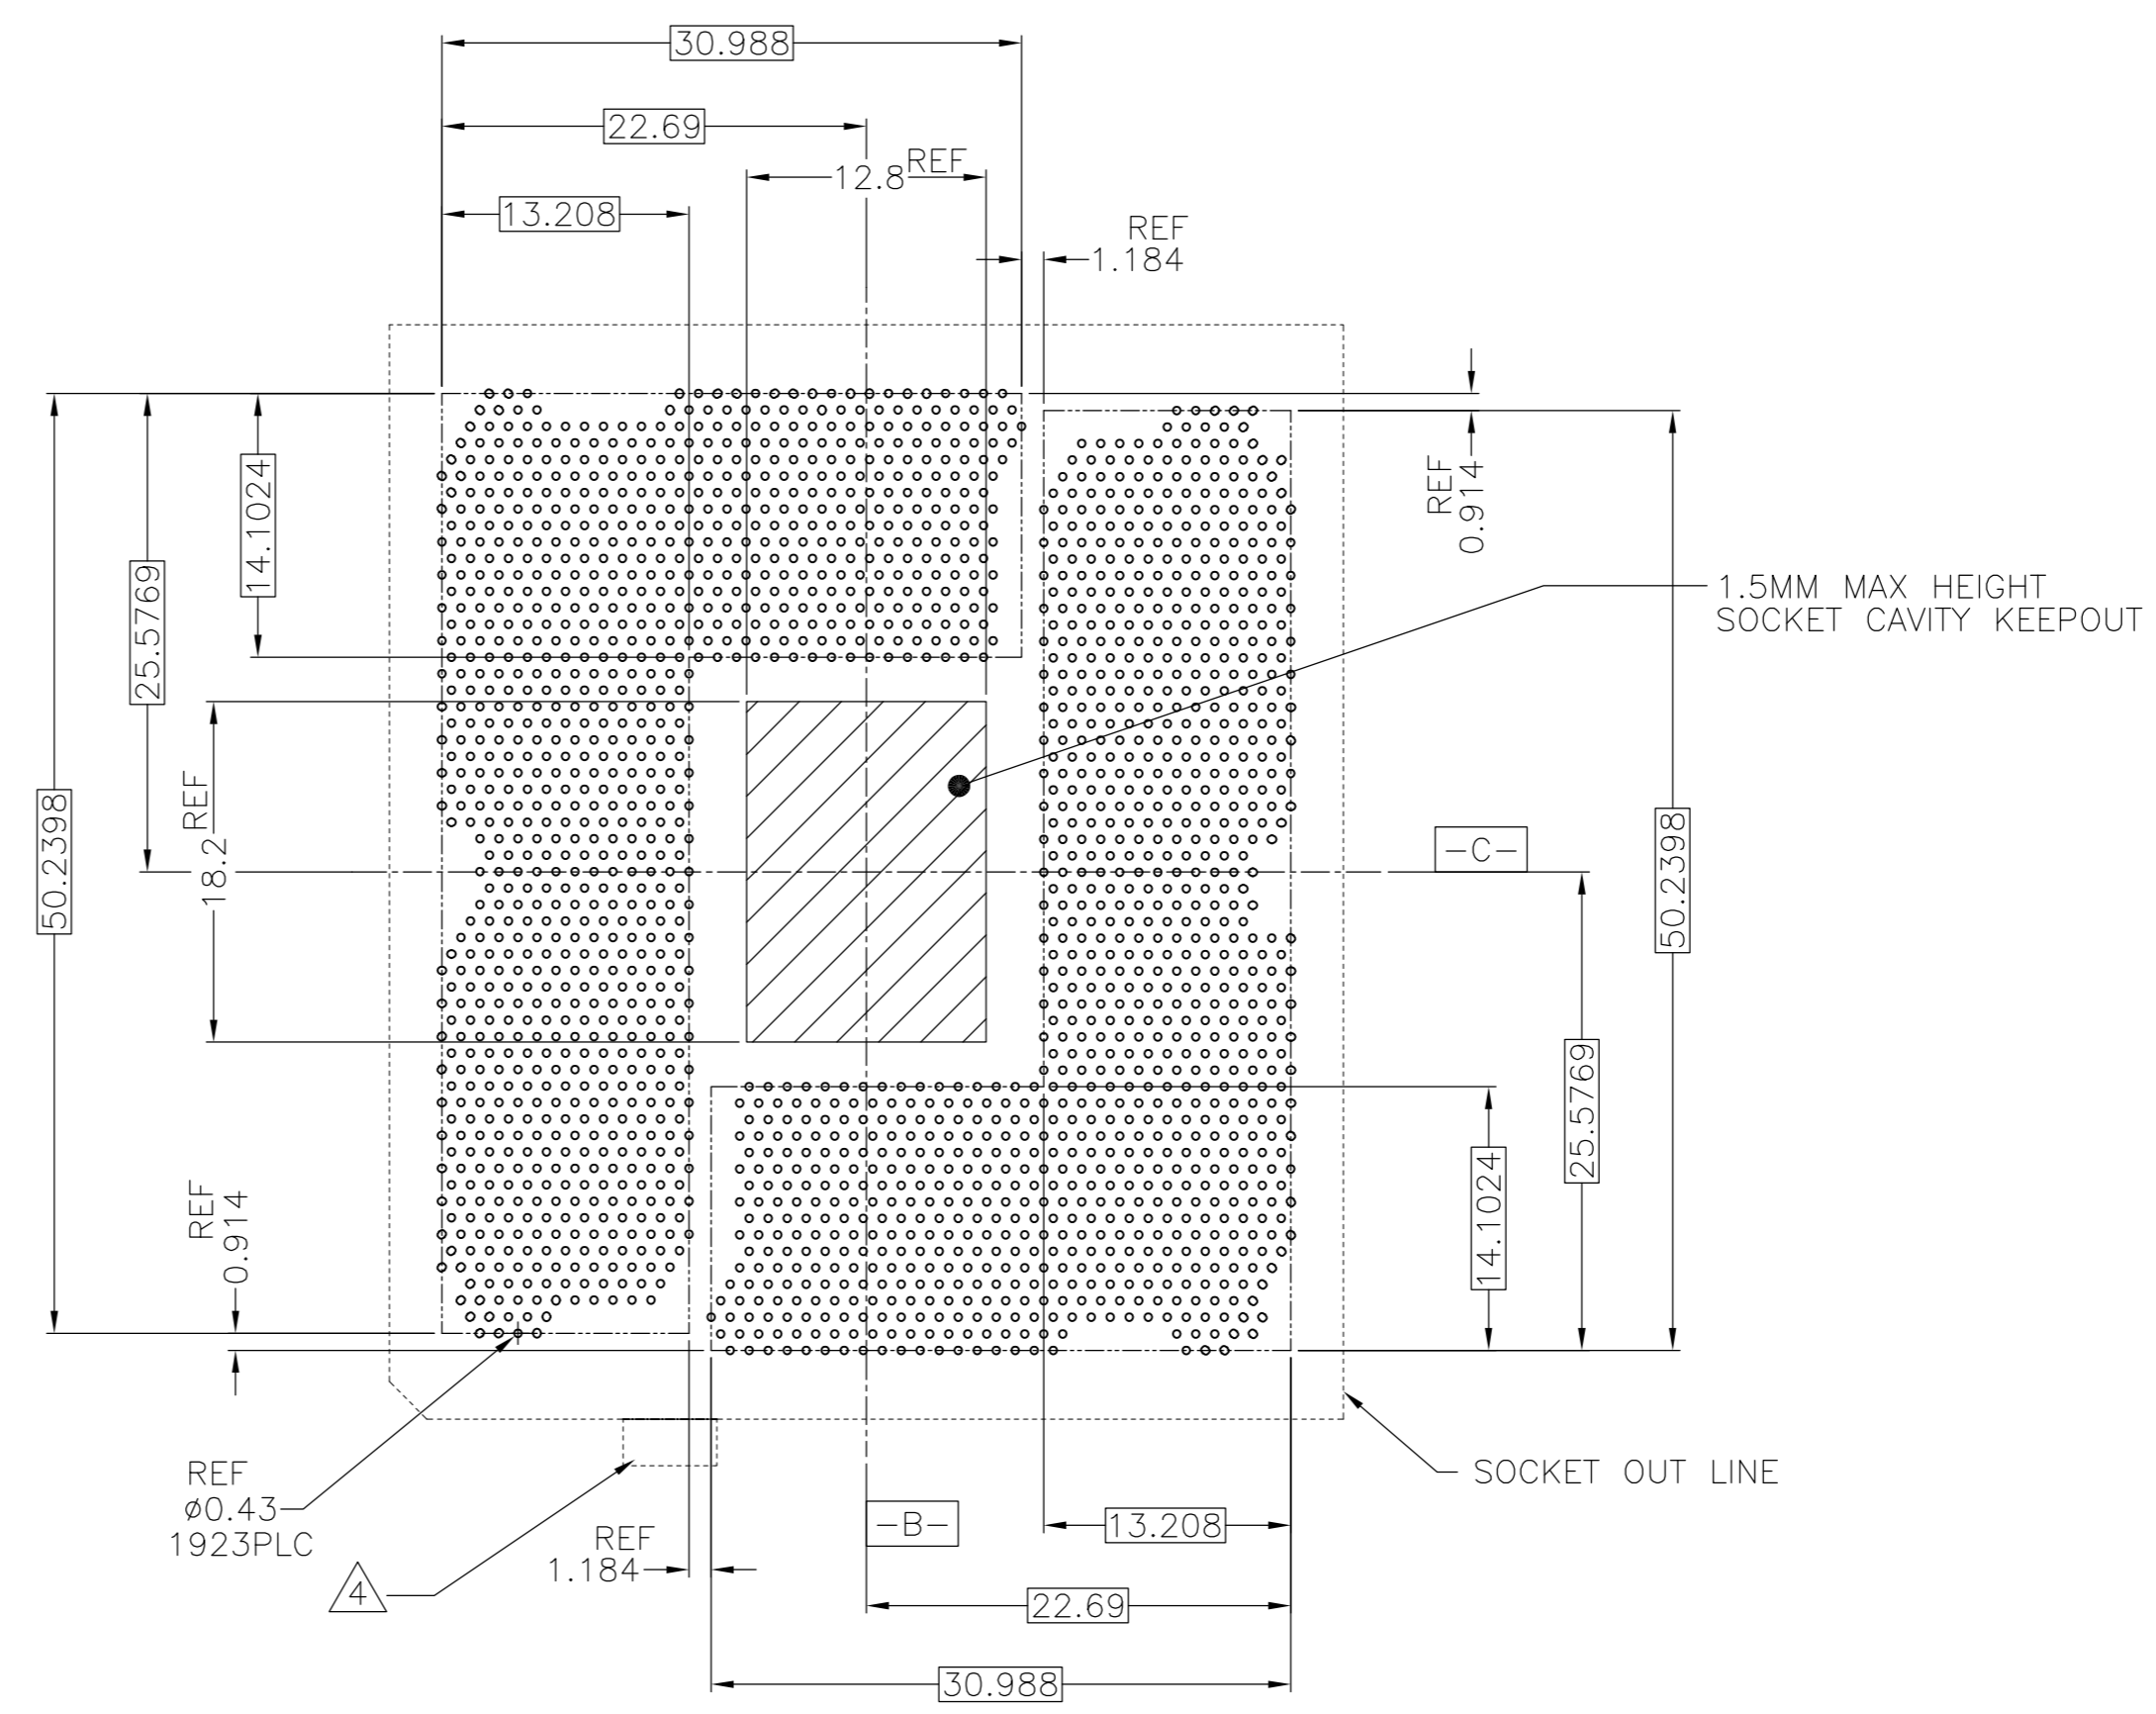 30.988
22.69
12.8 REF
13.208
REF
1.184
14.1024
25.5769
50.2398
18.2 REF
REF
0.914
1.5MM MAX HEIGHT
SOCKET CAVITY KEEPOUT
-C-
50.2398
25.5769
14.1024
REF
0.914
REF
ø0.43
1923PLC
4
REF
1.184
-B-
SOCKET OUT LINE
13.208
22.69
30.988